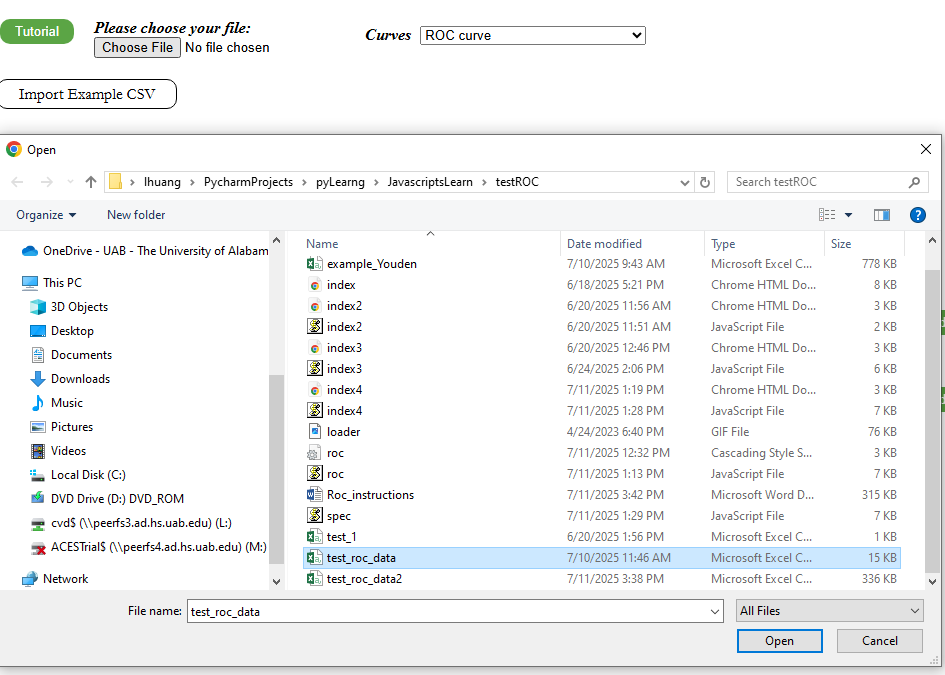 Tutorial
Please choose your file:
Choose File No file chosen
Curves ROC curve
Import Example CSV
Open
lhuang PycharmProjects pyLearng JavascriptsLearn testROC
Search testROC
Organize New folder
OneDrive - UAB - The University of Alabam
This PC
3D Objects
Desktop
Documents
Downloads
Music
Pictures
Videos
Local Disk (C:)
DVD Drive (D:) DVD_ROM
cvd$ (\\peerfs3.ad.hs.uab.edu) (L:)
ACESTrial$ (\\peerfs4.ad.hs.uab.edu) (M:)
Network
Name Date modified Type Size
example_Youden 7/10/2025 9:43 AM Microsoft Excel C... 778 KB
index 6/18/2025 5:21 PM Chrome HTML Do... 8 KB
index2 6/20/2025 11:56 AM Chrome HTML Do... 3 KB
index2 6/20/2025 11:51 AM JavaScript File 2 KB
index3 6/20/2025 12:46 PM Chrome HTML Do... 3 KB
index3 6/24/2025 2:06 PM JavaScript File 6 KB
index4 7/11/2025 1:19 PM Chrome HTML Do... 3 KB
index4 7/11/2025 1:28 PM JavaScript File 7 KB
loader 4/24/2023 6:40 PM GIF File 76 KB
roc 7/11/2025 12:32 PM Cascading Style S... 3 KB
roc 7/11/2025 1:13 PM JavaScript File 7 KB
Roc_instructions 7/11/2025 3:42 PM Microsoft Word D... 315 KB
spec 7/11/2025 1:29 PM JavaScript File 7 KB
test_1 6/20/2025 1:56 PM Microsoft Excel C... 1 KB
test_roc_data 7/10/2025 11:46 AM Microsoft Excel C... 15 KB
test_roc_data2 7/11/2025 3:38 PM Microsoft Excel C... 336 KB
File name: test_roc_data All Files
Open Cancel